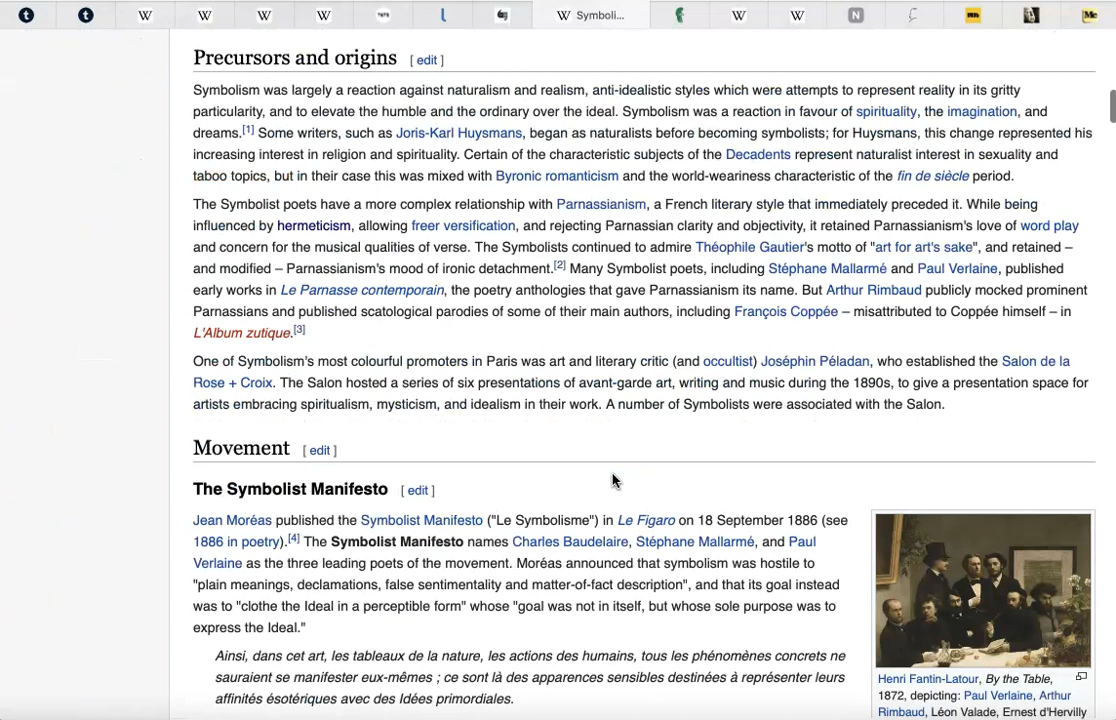 Symboli...
Precursors and origins [ edit ]
Symbolism was largely a reaction against naturalism and realism, anti-idealistic styles which were attempts to represent reality in its gritty
particularity, and to elevate the humble and the ordinary over the ideal. Symbolism was a reaction in favour of spirituality, the imagination, and
dreams.[1] Some writers, such as Joris-Karl Huysmans, began as naturalists before becoming symbolists; for Huysmans, this change represented his
increasing interest in religion and spirituality. Certain of the characteristic subjects of the Decadents represent naturalist interest in sexuality and
taboo topics, but in their case this was mixed with Byronic romanticism and the world-weariness characteristic of the fin de siècle period.
The Symbolist poets have a more complex relationship with Parnassianism, a French literary style that immediately preceded it. While being
influenced by hermeticism, allowing freer versification, and rejecting Parnassian clarity and objectivity, it retained Parnassianism's love of word play
and concern for the musical qualities of verse. The Symbolists continued to admire Théophile Gautier's motto of "art for art's sake", and retained –
and modified – Parnassianism's mood of ironic detachment.[2] Many Symbolist poets, including Stéphane Mallarmé and Paul Verlaine, published
early works in Le Parnasse contemporain, the poetry anthologies that gave Parnassianism its name. But Arthur Rimbaud publicly mocked prominent
Parnassians and published scatological parodies of some of their main authors, including François Coppée – misattributed to Coppée himself – in
L'Album zutique.[3]
One of Symbolism's most colourful promoters in Paris was art and literary critic (and occultist) Joséphin Péladan, who established the Salon de la
Rose + Croix. The Salon hosted a series of six presentations of avant-garde art, writing and music during the 1890s, to give a presentation space for
artists embracing spiritualism, mysticism, and idealism in their work. A number of Symbolists were associated with the Salon.
Movement [ edit ]
The Symbolist Manifesto [ edit ]
Jean Moréas published the Symbolist Manifesto ("Le Symbolisme") in Le Figaro on 18 September 1886 (see
1886 in poetry).[4] The Symbolist Manifesto names Charles Baudelaire, Stéphane Mallarmé, and Paul
Verlaine as the three leading poets of the movement. Moréas announced that symbolism was hostile to
"plain meanings, declamations, false sentimentality and matter-of-fact description", and that its goal instead
was to "clothe the Ideal in a perceptible form" whose "goal was not in itself, but whose sole purpose was to
express the Ideal."
Ainsi, dans cet art, les tableaux de la nature, les actions des humains, tous les phénomènes concrets ne
sauraient se manifester eux-mêmes ; ce sont là des apparences sensibles destinées à représenter leurs
affinités ésotériques avec des Idées primordiales.
Henri Fantin-Latour, By the Table,
1872, depicting: Paul Verlaine, Arthur
Rimbaud, Léon Valade, Ernest d'Hervilly